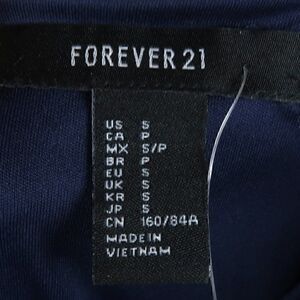 FOREVER 21
US S
CA P
MX S/P
BR P
EU S
UK S
KR S
JP S
CN 160/84A
MADE IN
VIETNAM